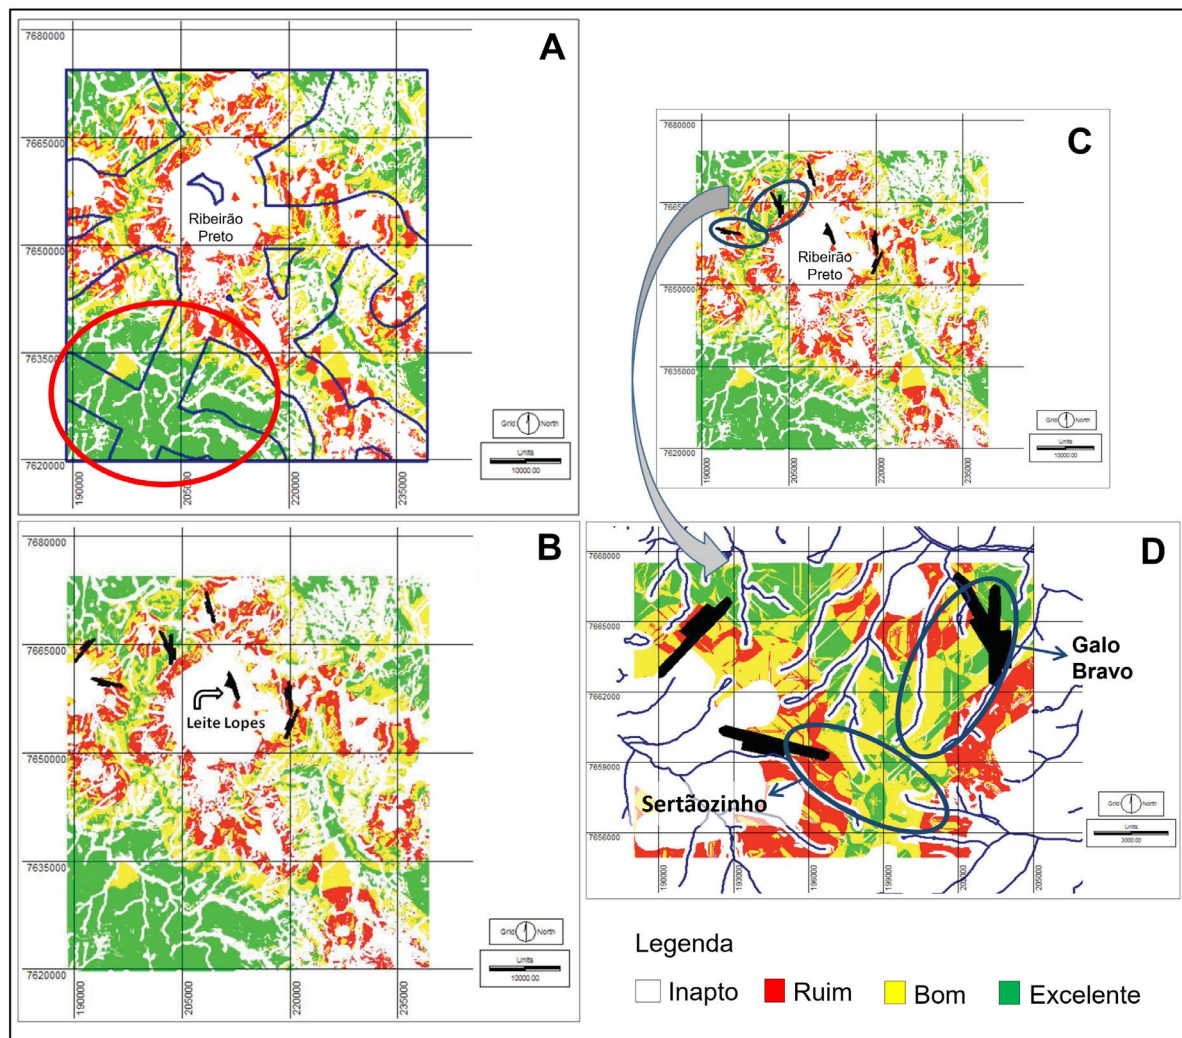 A
7680000
7665000
7650000
7635000
7620000
Ribeirão
Preto
190000
205000
220000
235000
Grid North
Units
10000.00
B
7680000
7665000
7650000
7635000
7620000
Leite Lopes
190000
205000
220000
235000
Grid North
Units
10000.00
C
7680000
7665000
7650000
7635000
7620000
Ribeirão
Preto
190000
205000
220000
235000
Grid North
Units
10000.00
D
7668000
7665000
7662000
7659000
7656000
Galo
Bravo
Sertãozinho
190000
193000
196000
199000
205000
Grid North
Units
3000.00
Legenda
Inapto
Ruim
Bom
Excelente